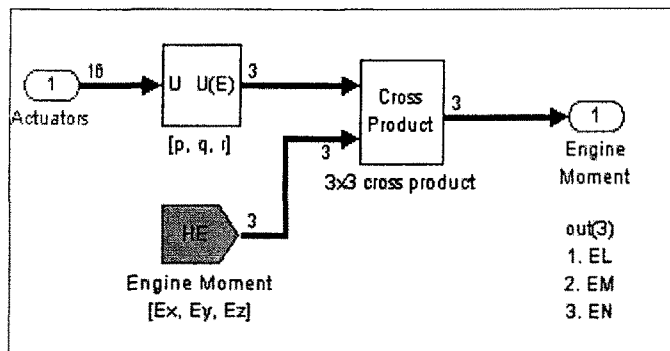 16
1
Actuators
U U(E)
[p, q, r]
3
Cross
Product
3x3 cross product
3
3
1
Engine
Moment
HE
3
Engine Moment
[Ex, Ey, Ez]
out(3)
1. EL
2. EM
3. EN